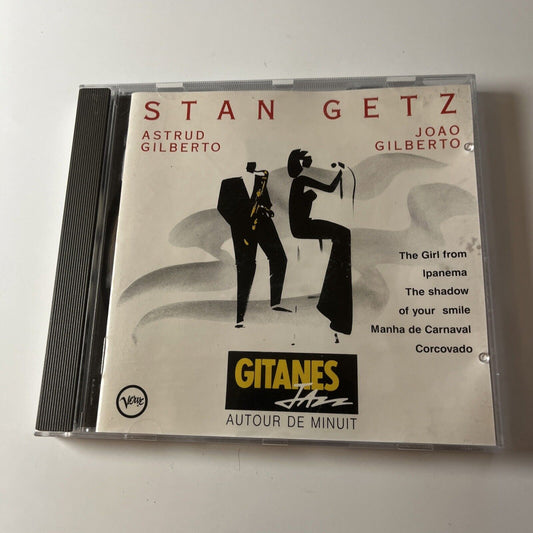 STAN GETZ
ASTRUD
GILBERTO
JOAO
GILBERTO
The Girl from
Ipanema
The shadow
of your smile
Manha de Carnaval
Corcovado
GITANES
JAzz
AUTOUR DE MINUIT
Verve